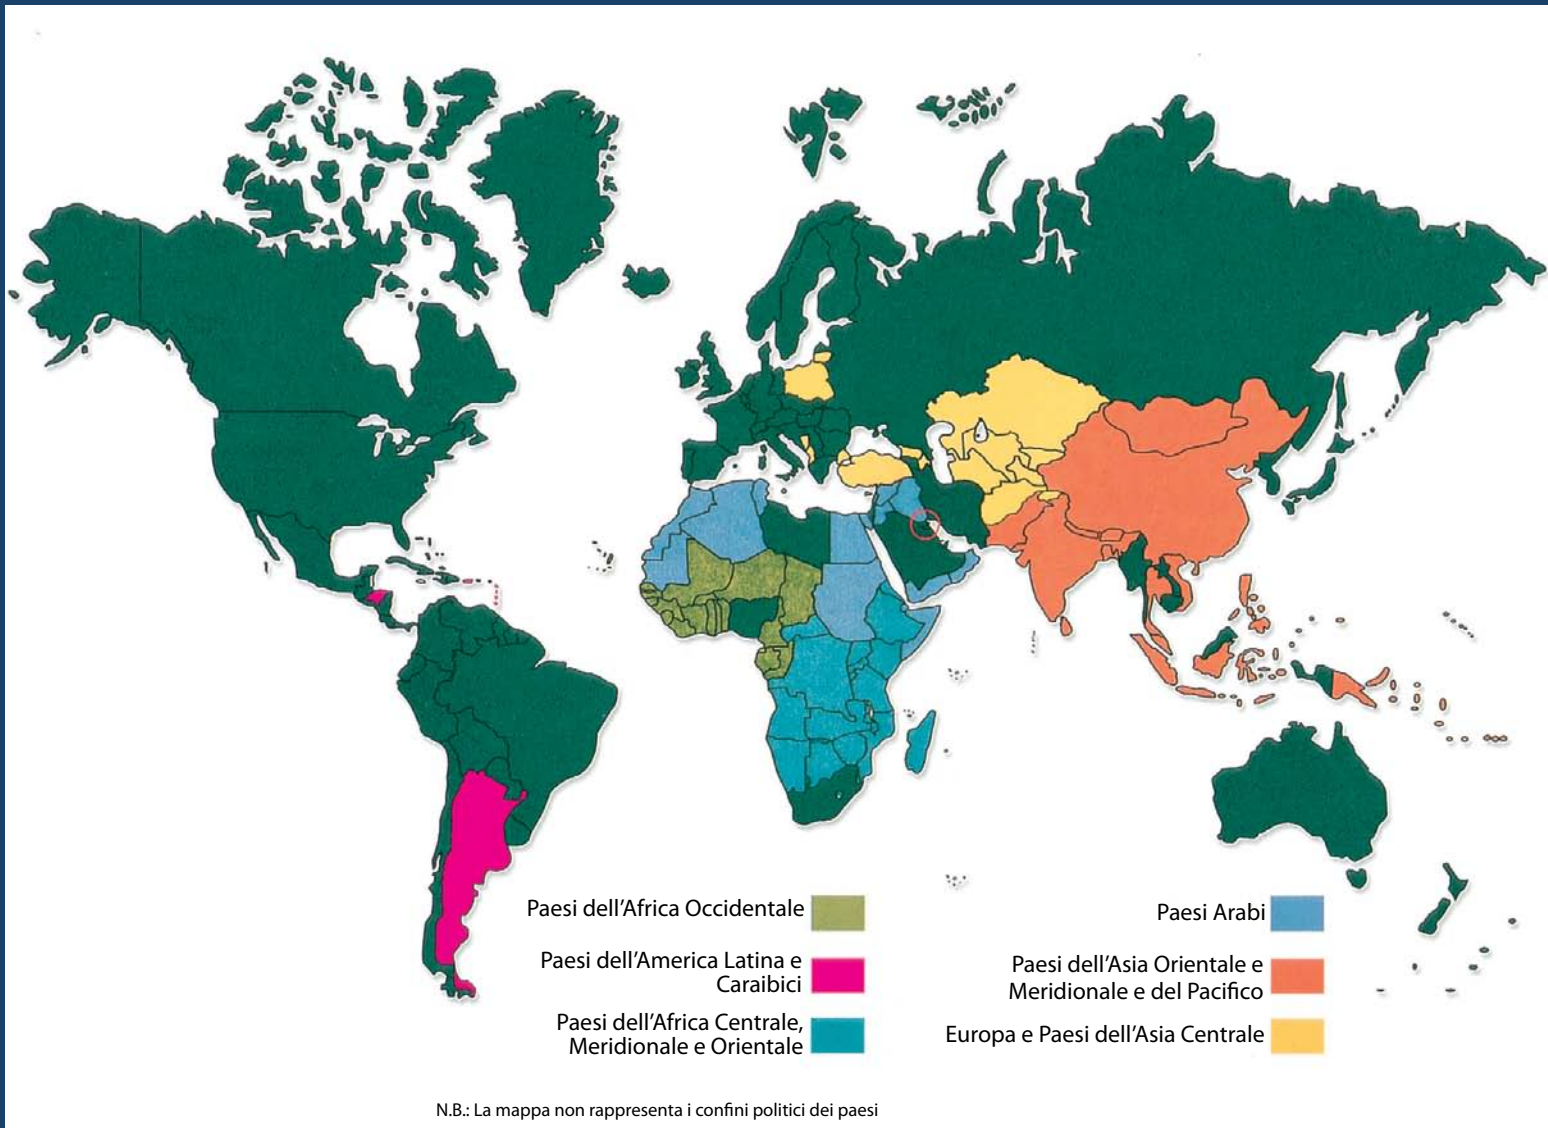 Paesi dell'Africa Occidentale
Paesi dell'America Latina e
Caraibici
Paesi dell'Africa Centrale,
Meridionale e Orientale
Paesi Arabi
Paesi dell'Asia Orientale e
Meridionale e del Pacifico
Europa e Paesi dell'Asia Centrale
N.B.: La mappa non rappresenta i confini politici dei paesi